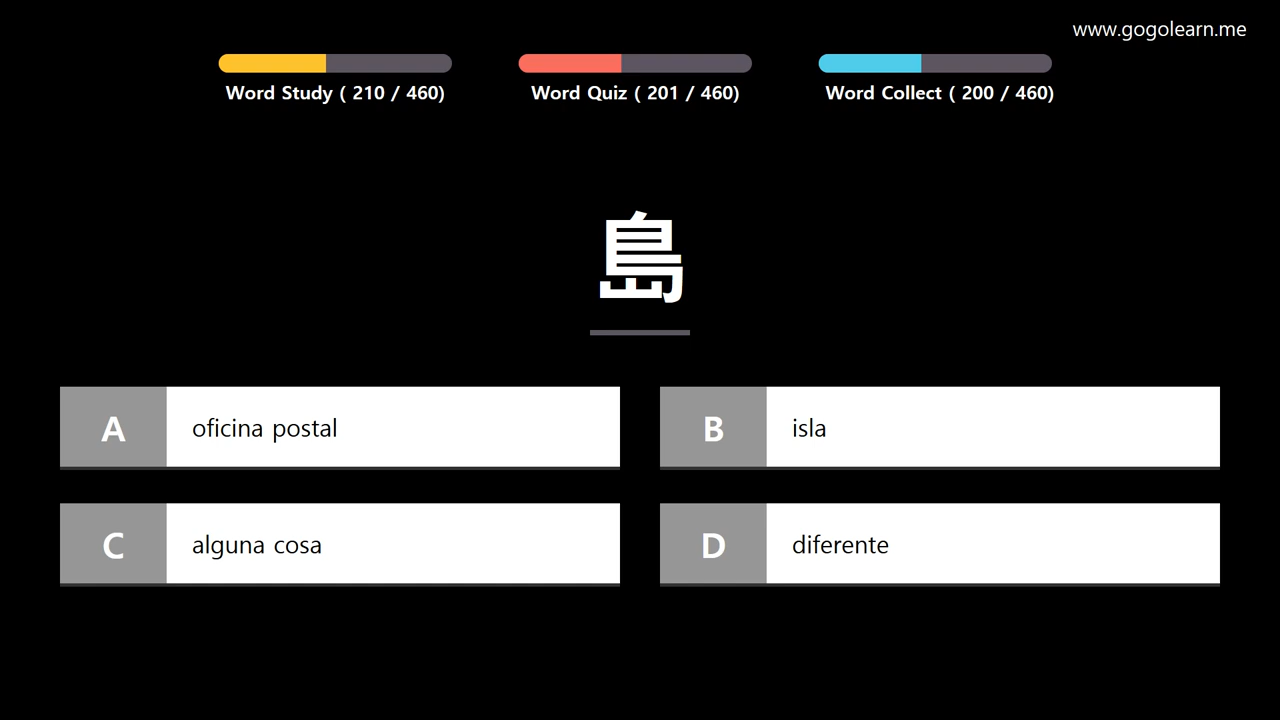 www.gogolearn.me
Word Study ( 210 / 460)
Word Quiz ( 201 / 460)
Word Collect ( 200 / 460)
島
A oficina postal
B isla
C alguna cosa
D diferente